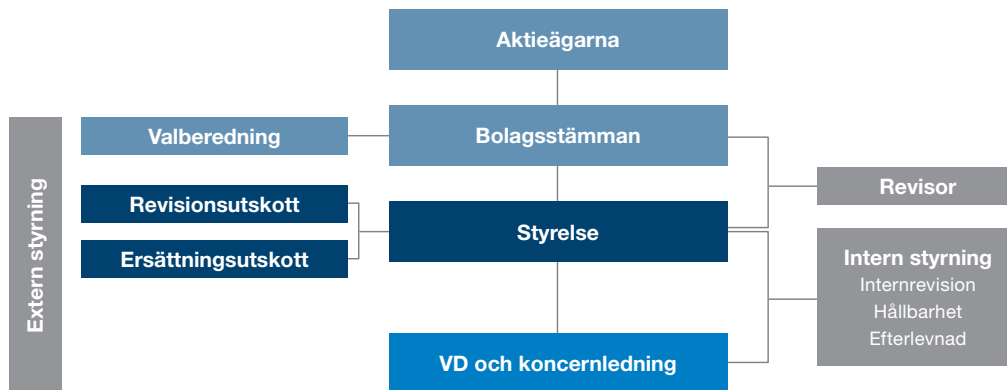 Aktieägarna
Extern styrning
Valberedning
Bolagsstämman
Revisionsutskott
Revisor
Styrelse
Ersättningsutskott
Intern styrning
Internrevision
Hållbarhet
Efterlevnad
VD och koncernledning